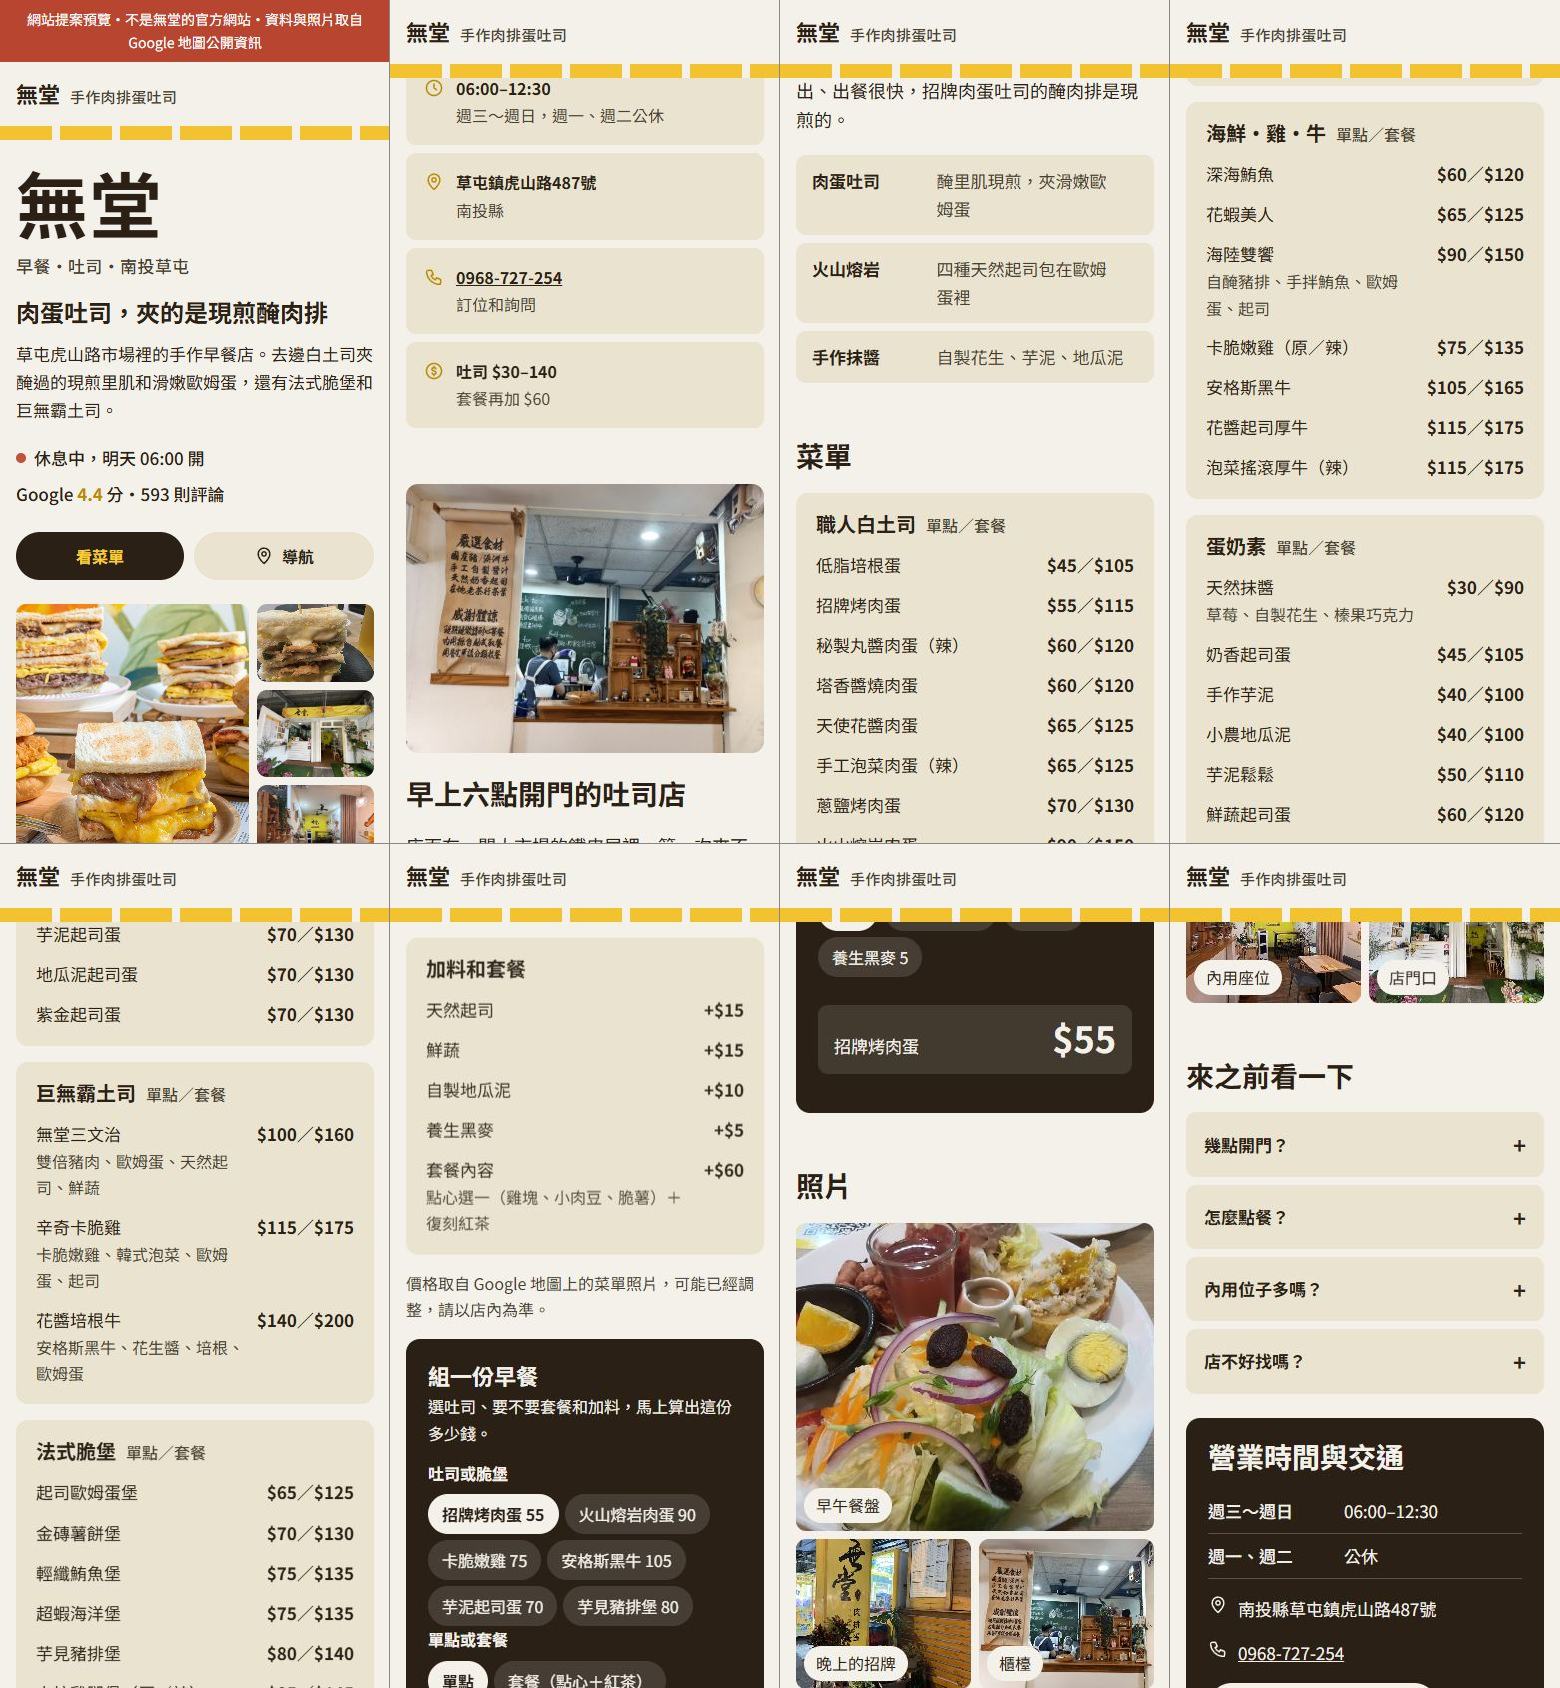 網站提案預覽・不是無堂的官方網站・資料與照片取自
Google 地圖公開資訊
無堂 手作肉排蛋吐司
無堂
早餐・吐司・南投草屯
肉蛋吐司，夾的是現煎醃肉排
草屯虎山路市場裡的手作早餐店。去邊白土司夾
醃過的現煎里肌和滑嫩歐姆蛋，還有法式脆堡和
巨無霸土司。
休息中，明天 06:00 開
Google 4.4 分・593 則評論
看菜單
導航
無堂 手作肉排蛋吐司
06:00–12:30
週三～週日，週一、週二公休
草屯鎮虎山路487號
南投縣
0968-727-254
訂位和詢問
吐司 $30–140
套餐再加 $60
嚴選食材
感謝體諒
早上六點開門的吐司店
無堂 手作肉排蛋吐司
出、出餐很快，招牌肉蛋吐司的醃肉排是現
煎的。
肉蛋吐司 醃里肌現煎，夾滑嫩歐
姆蛋
火山熔岩 四種天然起司包在歐姆
蛋裡
手作抹醬 自製花生、芋泥、地瓜泥
菜單
職人白土司 單點／套餐
低脂培根蛋 $45／$105
招牌烤肉蛋 $55／$115
秘製丸醬肉蛋（辣） $60／$120
塔香醬燒肉蛋 $60／$120
天使花醬肉蛋 $65／$125
手工泡菜肉蛋（辣） $65／$125
蔥鹽烤肉蛋 $70／$130
無堂 手作肉排蛋吐司
海鮮・雞・牛 單點／套餐
深海鮪魚 $60／$120
花蝦美人 $65／$125
海陸雙饗 $90／$150
自醃豬排、手拌鮪魚、歐姆
蛋、起司
卡脆嫩雞（原／辣） $75／$135
安格斯黑牛 $105／$165
花醬起司厚牛 $115／$175
泡菜搖滾厚牛（辣） $115／$175
蛋奶素 單點／套餐
天然抹醬 $30／$90
草莓、自製花生、榛果巧克力
奶香起司蛋 $45／$105
手作芋泥 $40／$100
小農地瓜泥 $40／$100
芋泥鬆鬆 $50／$110
鮮蔬起司蛋 $60／$120
無堂 手作肉排蛋吐司
芋泥起司蛋 $70／$130
地瓜泥起司蛋 $70／$130
紫金起司蛋 $70／$130
巨無霸土司 單點／套餐
無堂三文治 $100／$160
雙倍豬肉、歐姆蛋、天然起
司、鮮蔬
辛奇卡脆雞 $115／$175
卡脆嫩雞、韓式泡菜、歐姆
蛋、起司
花醬培根牛 $140／$200
安格斯黑牛、花生醬、培根、
歐姆蛋
法式脆堡 單點／套餐
起司歐姆蛋堡 $65／$125
金磚薯餅堡 $70／$130
輕纖鮪魚堡 $75／$135
超蝦海洋堡 $75／$135
芋見豬排堡 $80／$140
無堂 手作肉排蛋吐司
加料和套餐
天然起司 +$15
鮮蔬 +$15
自製地瓜泥 +$10
養生黑麥 +$5
套餐內容 +$60
點心選一（雞塊、小肉豆、脆薯）＋
復刻紅茶
價格取自 Google 地圖上的菜單照片，可能已經調
整，請以店內為準。
組一份早餐
選吐司、要不要套餐和加料，馬上算出這份
多少錢。
吐司或脆堡
招牌烤肉蛋 55 火山熔岩肉蛋 90
卡脆嫩雞 75 安格斯黑牛 105
芋泥起司蛋 70 芋見豬排堡 80
單點或套餐
單點 套餐（點心＋紅茶）
無堂 手作肉排蛋吐司
養生黑麥 5
招牌烤肉蛋 $55
照片
早午餐盤
無堂
晚上的招牌
嚴選食材
櫃檯
無堂 手作肉排蛋吐司
內用座位
店門口
來之前看一下
幾點開門？ +
怎麼點餐？ +
內用位子多嗎？ +
店不好找嗎？ +
營業時間與交通
週三～週日 06:00–12:30
週一、週二 公休
南投縣草屯鎮虎山路487號
0968-727-254